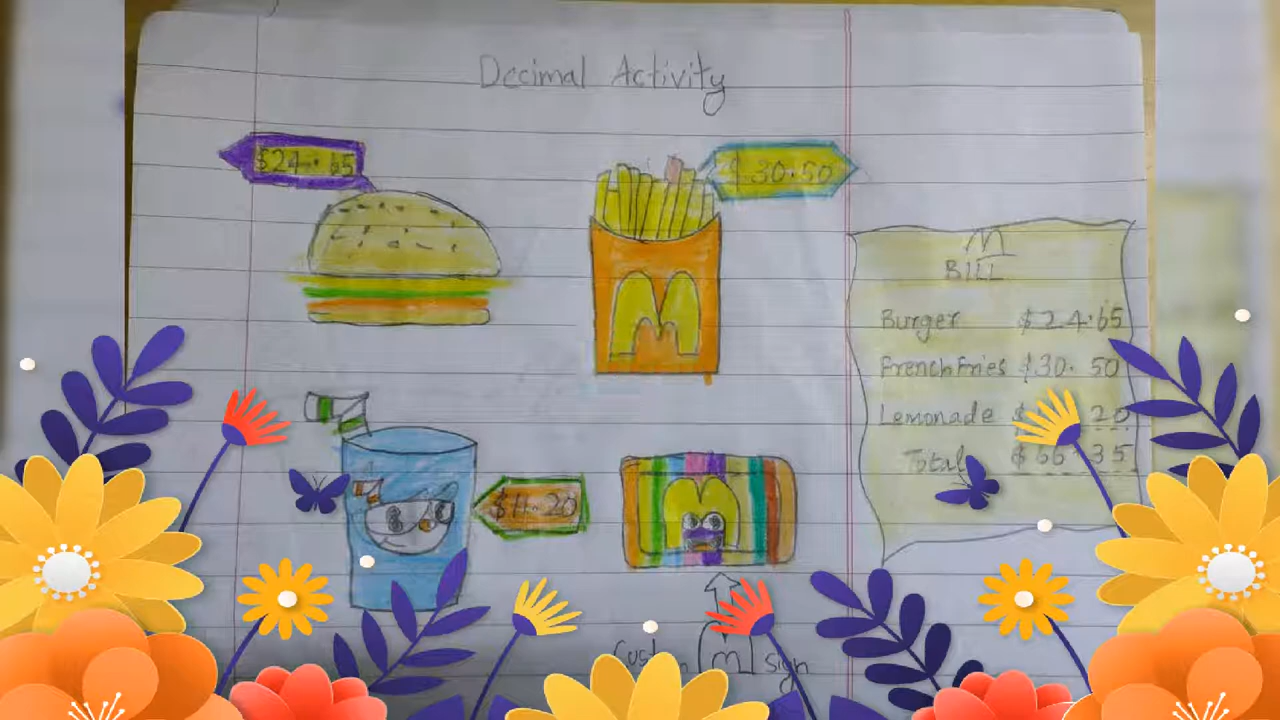 Decimal Activity
$24.65
$ 30.50
M
BILL
Burger $24.65
French Fries $30.50
Lemonade $ 20
Total $66.35
$11.20
M Sign